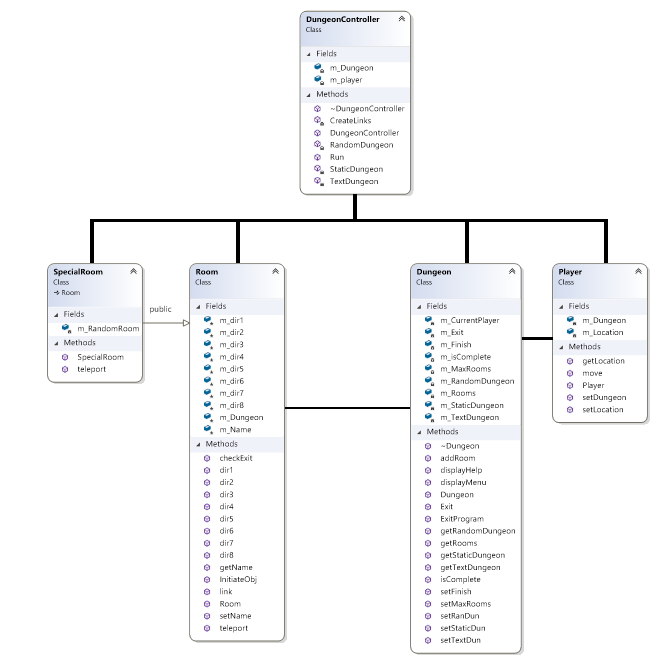 DungeonController
Class
Fields
m_Dungeon
m_player
Methods
~DungeonController
CreateLinks
DungeonController
RandomDungeon
Run
StaticDungeon
TextDungeon
SpecialRoom
Class
→ Room
Fields
m_RandomRoom
Methods
SpecialRoom
teleport
public
Room
Class
Fields
m_dir1
m_dir2
m_dir3
m_dir4
m_dir5
m_dir6
m_dir7
m_dir8
m_Dungeon
m_Name
Methods
checkExit
dir1
dir2
dir3
dir4
dir5
dir6
dir7
dir8
getName
InitiateObj
link
Room
setName
teleport
Dungeon
Class
Fields
m_CurrentPlayer
m_Exit
m_Finish
m_isComplete
m_MaxRooms
m_RandomDungeon
m_Rooms
m_StaticDungeon
m_TextDungeon
Methods
~Dungeon
addRoom
displayHelp
displayMenu
Dungeon
Exit
ExitProgram
getRandomDungeon
getRooms
getStaticDungeon
getTextDungeon
isComplete
setFinish
setMaxRooms
setRanDun
setStaticDun
setTextDun
Player
Class
Fields
m_Dungeon
m_Location
Methods
getLocation
move
Player
setDungeon
setLocation